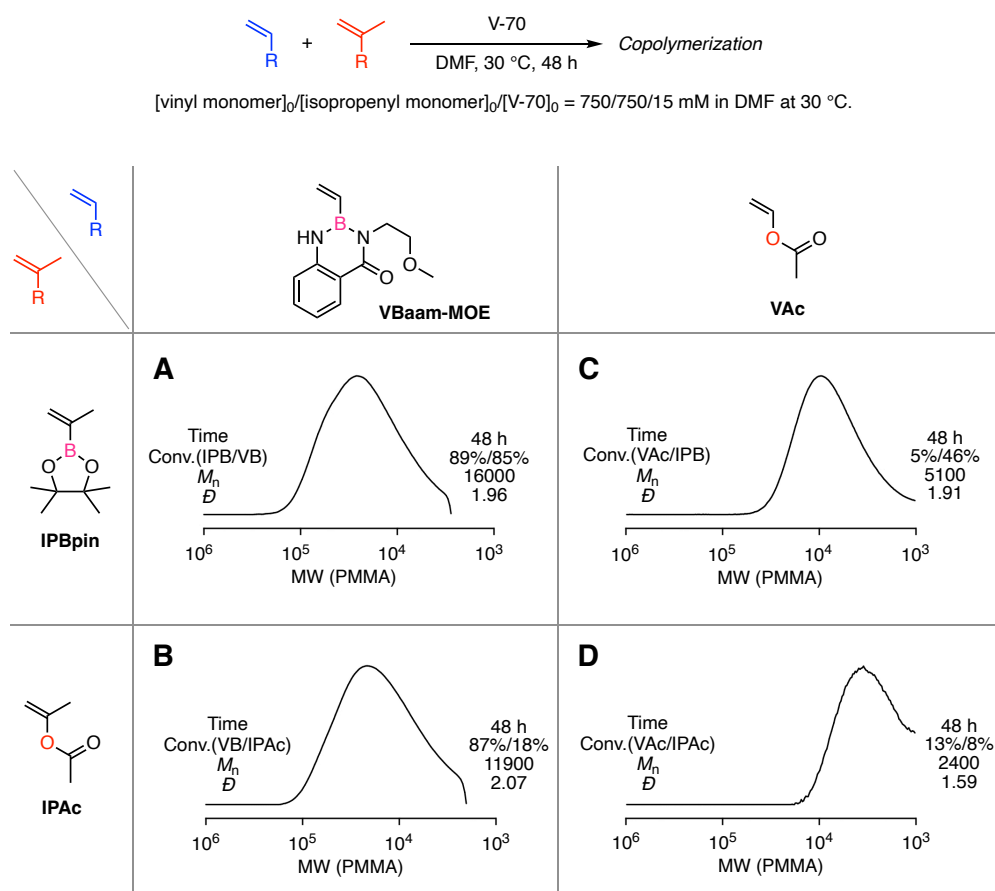 V-70
R + R Copolymerization
DMF, 30 °C, 48 h
[vinyl monomer]0/[isopropenyl monomer]0/[V-70]0 = 750/750/15 mM in DMF at 30 °C.
R
R
B
HN N
O
O
VBaam-MOE
O O
VAc
B
O O
IPBpin
A
Time 48 h
Conv.(IPB/VB) 89%/85%
Mn 16000
Đ 1.96
10^6 10^5 10^4 10^3
MW (PMMA)
C
Time 48 h
Conv.(VAc/IPB) 5%/46%
Mn 5100
Đ 1.91
10^6 10^5 10^4 10^3
MW (PMMA)
O O
IPAc
B
Time 48 h
Conv.(VB/IPAc) 87%/18%
Mn 11900
Đ 2.07
10^6 10^5 10^4 10^3
MW (PMMA)
D
Time 48 h
Conv.(VAc/IPAc) 13%/8%
Mn 2400
Đ 1.59
10^6 10^5 10^4 10^3
MW (PMMA)